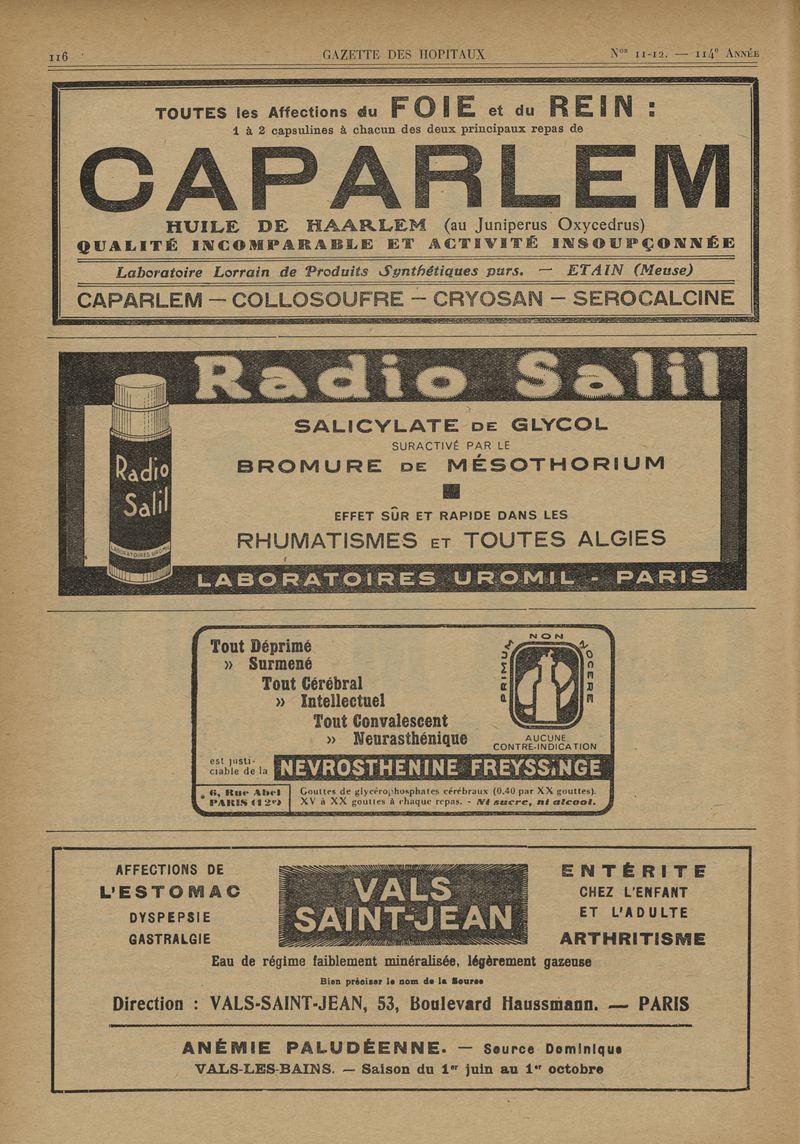 116
GAZETTE DES HOPITAUX
Nos 11-12. — 114e ANNÉE
TOUTES les Affections du FOIE et du REIN :
1 à 2 capsulines à chacun des deux principaux repas de
CAPARLEM
HUILE DE HAARLEM (au Juniperus Oxycedrus)
QUALITÉ INCOMPARABLE ET ACTIVITÉ INSOUPÇONNÉE
Laboratoire Lorrain de Produits Synthétiques purs. — ETAIN (Meuse)
CAPARLEM — COLLOSOUFRE — CRYOSAN — SEROCALCINE
Radio Salil
Radio
Salil
LABORATOIRES UROMIL
SALICYLATE DE GLYCOL
SURACTIVÉ PAR LE
BROMURE DE MÉSOTHORIUM
EFFET SÛR ET RAPIDE DANS LES
RHUMATISMES ET TOUTES ALGIES
LABORATOIRES UROMIL - PARIS
Tout Déprimé
» Surmené
Tout Cérébral
» Intellectuel
Tout Convalescent
» Neurasthénique
PRIMUM NON NOCERE
AUCUNE
CONTRE-INDICATION
est justi-
ciable de la
NÉVROSTHÉNINE FREYSSINGE
6, Rue Abel
PARIS (12e)
Gouttes de glycérophosphates cérébraux (0.40 par XX gouttes).
XV à XX gouttes à chaque repas. - Ni sucre, ni alcool.
AFFECTIONS DE
L'ESTOMAC
DYSPEPSIE
GASTRALGIE
VALS
SAINT-JEAN
ENTÉRITE
CHEZ L'ENFANT
ET L'ADULTE
ARTHRITISME
Eau de régime faiblement minéralisée, légèrement gazeuse
Bien préciser le nom de la Source
Direction : VALS-SAINT-JEAN, 53, Boulevard Haussmann. — PARIS
ANÉMIE PALUDÉENNE. — Source Dominique
VALS-LES-BAINS. — Saison du 1er juin au 1er octobre